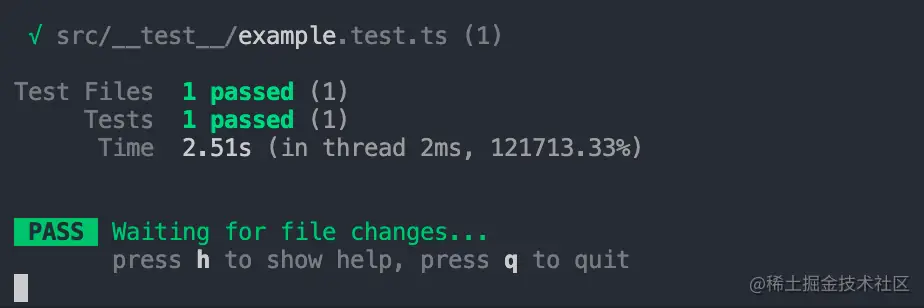 √ src/__test__/example.test.ts (1)
Test Files 1 passed (1)
Tests 1 passed (1)
Time 2.51s (in thread 2ms, 121713.33%)
PASS Waiting for file changes...
press h to show help, press q to quit
@稀土掘金技术社区